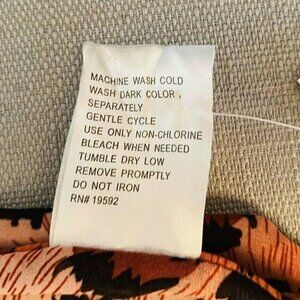 MACHINE WASH COLD
WASH DARK COLOR
SEPARATELY
GENTLE CYCLE
USE ONLY NON-CHLORINE
BLEACH WHEN NEEDED
TUMBLE DRY LOW
REMOVE PROMPTLY
DO NOT IRON
RN# 19592